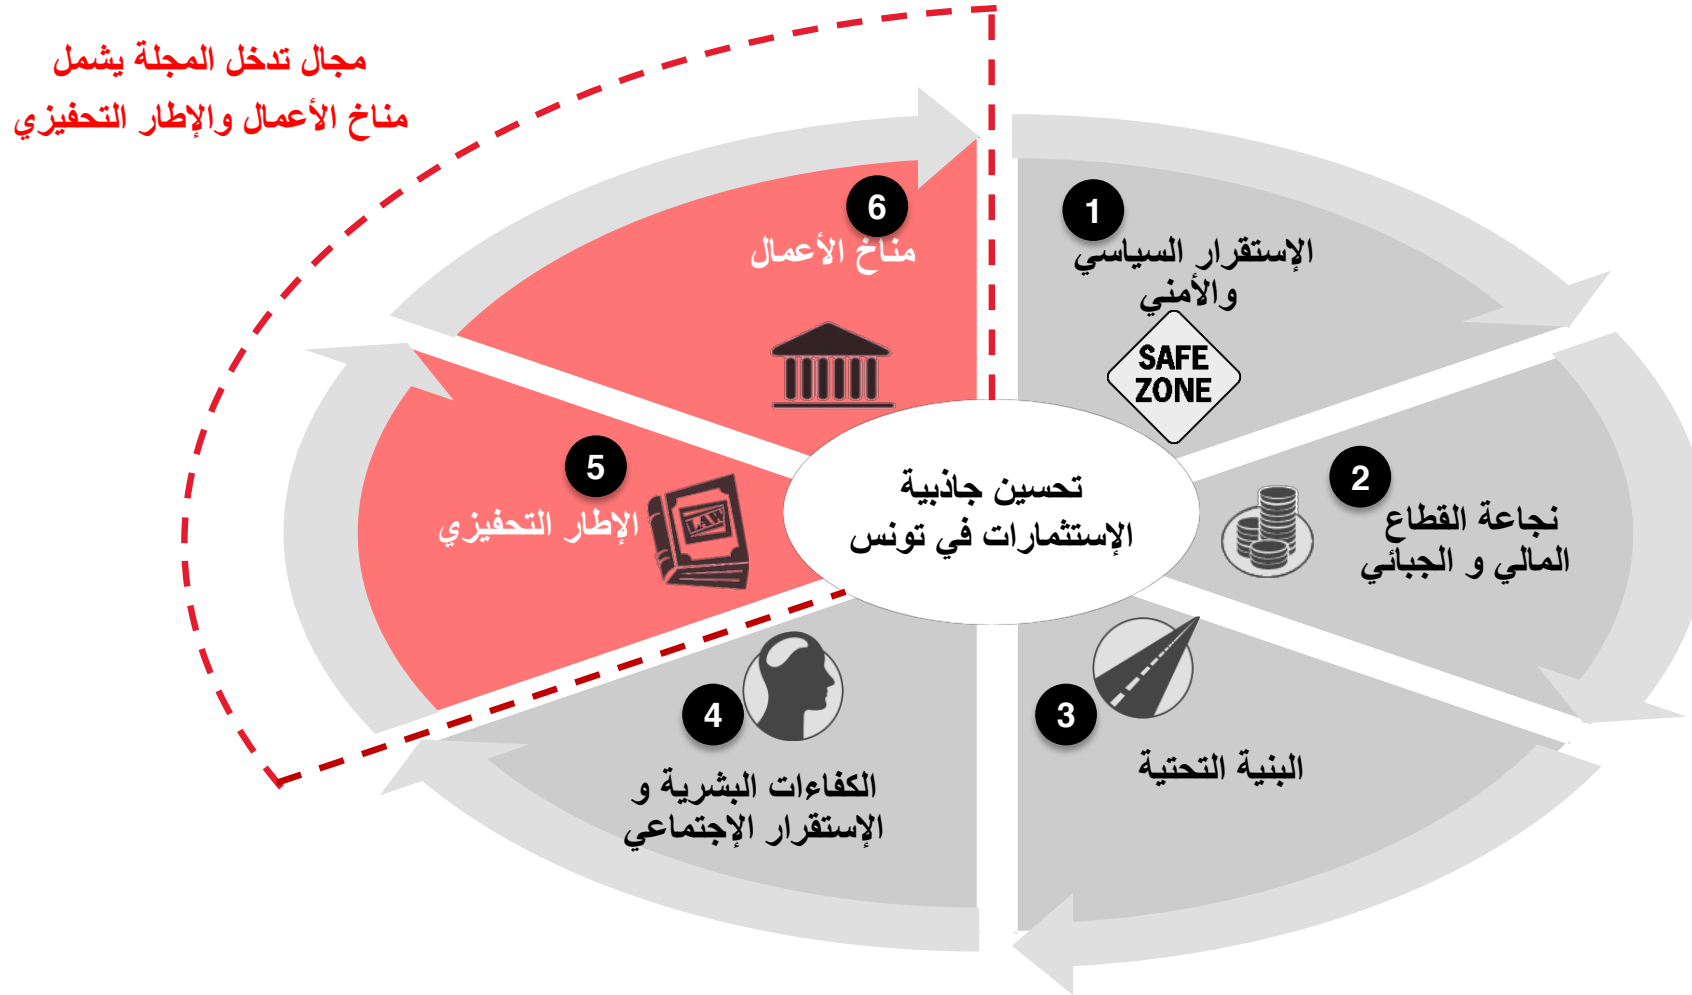 مجال تدخل المجلة يشمل
مناخ الأعمال والإطار التحفيزي
1
الإستقرار السياسي
والأمني
SAFE
ZONE
2
نجاعة القطاع
المالي و الجبائي
3
البنية التحتية
4
الكفاءات البشرية و
الإستقرار الإجتماعي
5
الإطار التحفيزي
LAW
6
مناخ الأعمال
تحسين جاذبية
الإستثمارات في تونس